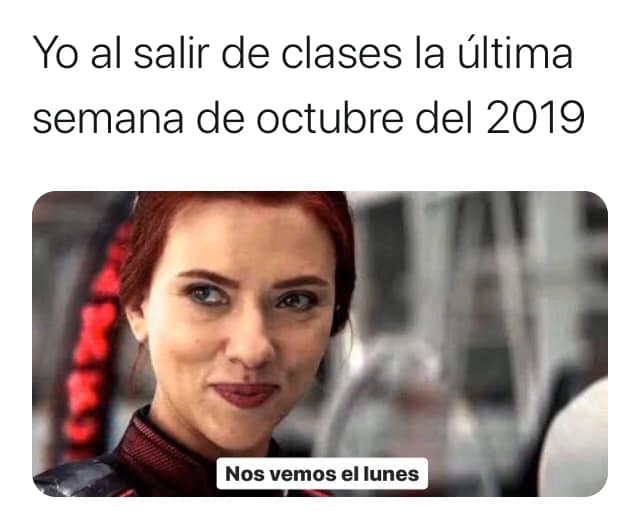 Yo al salir de clases la última
semana de octubre del 2019
Nos vemos el lunes